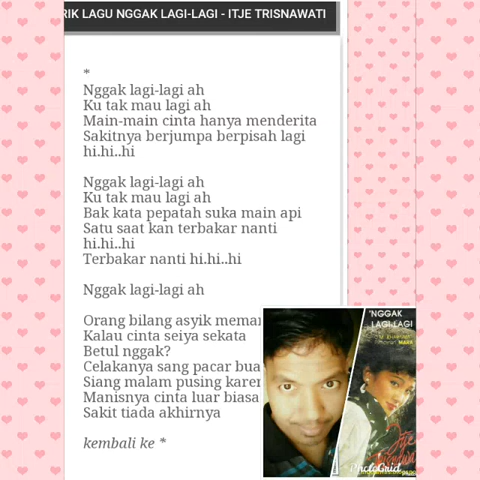 RIK LAGU NGGAK LAGI-LAGI - ITJE TRISNAWATI
*
Nggak lagi-lagi ah
Ku tak mau lagi ah
Main-main cinta hanya menderita
Sakitnya berjumpa berpisah lagi
hi.hi..hi
Nggak lagi-lagi ah
Ku tak mau lagi ah
Bak kata pepatah suka main api
Satu saat kan terbakar nanti
hi.hi..hi
Terbakar nanti hi.hi..hi
Nggak lagi-lagi ah
Orang bilang asyik meman
Kalau cinta seiya sekata
Betul nggak?
Celakanya sang pacar bua
Siang malam pusing karen
Manisnya cinta luar biasa
Sakit tiada akhirnya
kembali ke *
'NGGAK
LAGI-LAGI
PhotoGrid